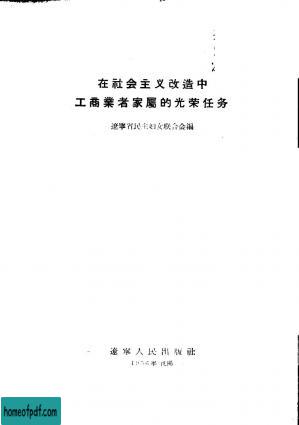 在社会主义改造中
工商業者家屬的光荣任务
遼寧省民主妇女联合会編
遼寧人民出版社
1956年·沈陽
homeofpdf.com